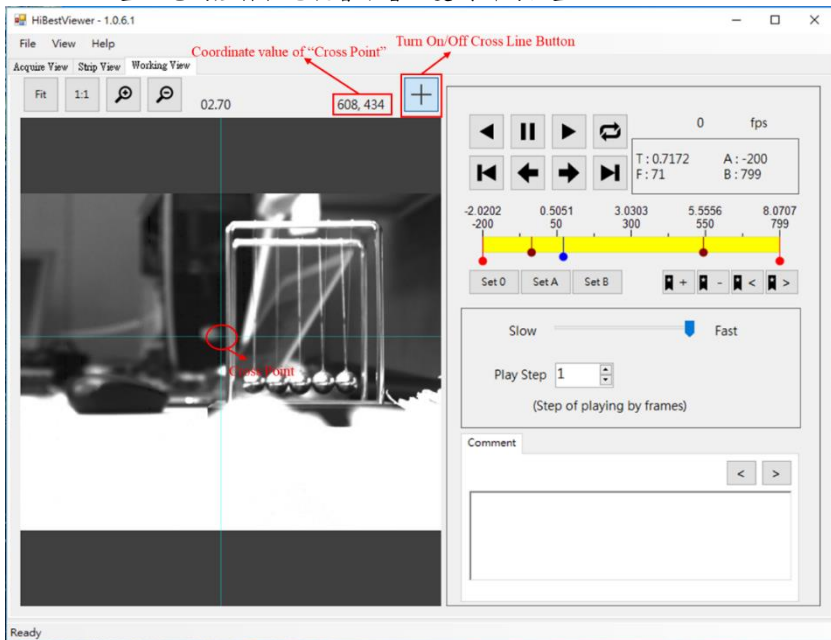 HiBestViewer - 1.0.6.1
File View Help
Coordinate value of “Cross Point”
Turn On/Off Cross Line Button
Acquire View Strip View Working View
Fit 1:1 02.70 608, 434
0 fps
T : 0.7172 A : -200
F : 71 B : 799
-2.0202 0.5051 3.0303 5.5556 8.0707
-200 50 300 550 799
Set 0 Set A Set B + - < >
Slow Fast
Cross Point
Play Step 1
(Step of playing by frames)
Comment
< >
Ready